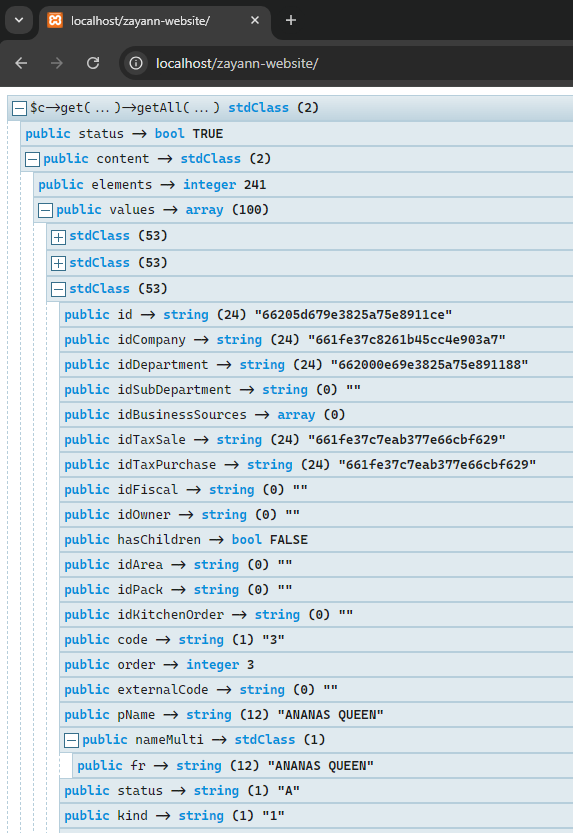 localhost/zayann-website/
localhost/zayann-website/
$c→get(...)→getAll(...) stdClass (2)
public status → bool TRUE
public content → stdClass (2)
public elements → integer 241
public values → array (100)
stdClass (53)
stdClass (53)
stdClass (53)
public id → string (24) "66205d679e3825a75e8911ce"
public idCompany → string (24) "661fe37c8261b45cc4e903a7"
public idDepartment → string (24) "662000e69e3825a75e891188"
public idSubDepartment → string (0) ""
public idBusinessSources → array (0)
public idTaxSale → string (24) "661fe37c7eab377e66cbf629"
public idTaxPurchase → string (24) "661fe37c7eab377e66cbf629"
public idFiscal → string (0) ""
public idOwner → string (0) ""
public hasChildren → bool FALSE
public idArea → string (0) ""
public idPack → string (0) ""
public idKitchenOrder → string (0) ""
public code → string (1) "3"
public order → integer 3
public externalCode → string (0) ""
public pName → string (12) "ANANAS QUEEN"
public nameMulti → stdClass (1)
public fr → string (12) "ANANAS QUEEN"
public status → string (1) "A"
public kind → string (1) "1"